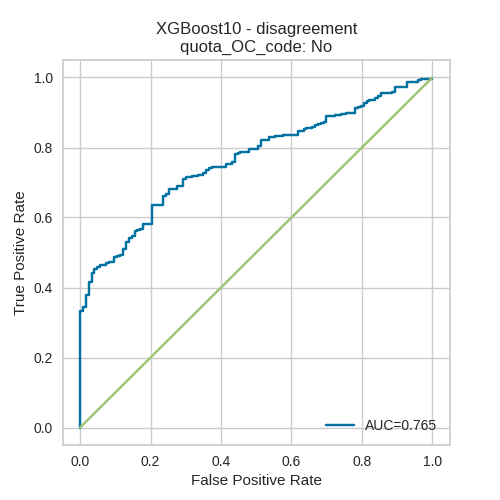 XGBoost10 - disagreement
quota_OC_code: No
True Positive Rate
1.0
0.8
0.6
0.4
0.2
0.0
AUC=0.765
0.0 0.2 0.4 0.6 0.8 1.0
False Positive Rate